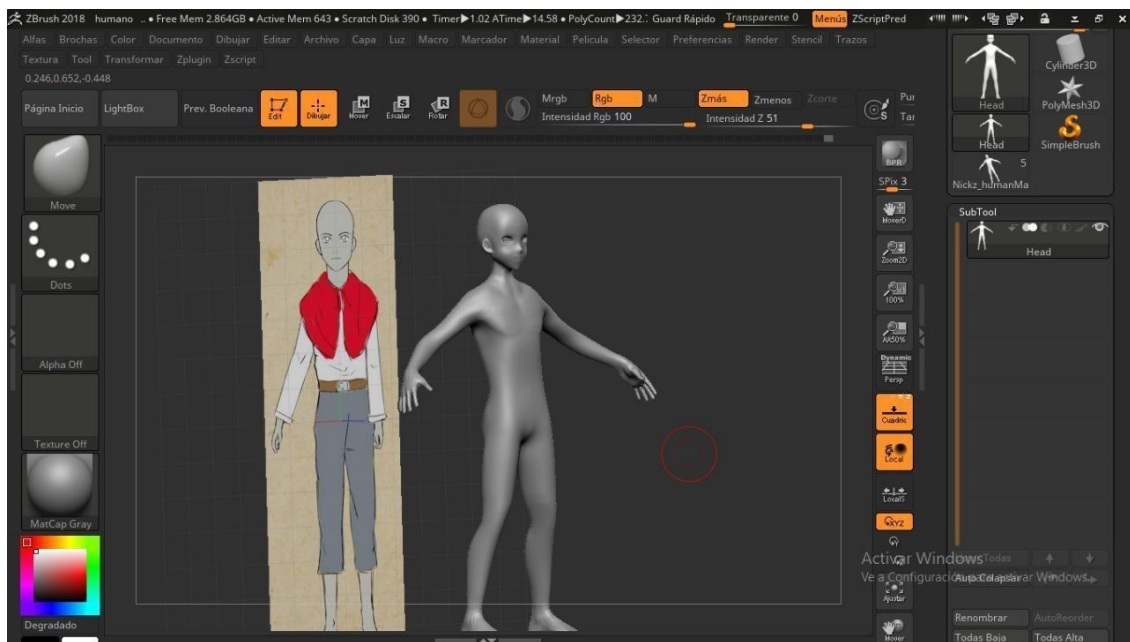 ZBrush 2018 humano .. • Free Mem 2.864GB • Active Mem 643 • Scratch Disk 390 • Timer▶1.02 ATime▶14.58 • PolyCount▶232. Guard Rápido Transparente 0 Menús ZScriptPred
Alfas Brochas Color Documento Dibujar Editar Archivo Capa Luz Macro Marcador Material Pelicula Selector Preferencias Render Stencil Trazos
Textura Tool Transformar Zplugin Zscript
0.246,0.652,-0.448
Página Inicio LightBox Prev. Booleana Edit Dibujar Mover Escalar Rotar
Mrgb Rgb M Zmás Zmenos Zcorte
Intensidad Rgb 100 Intensidad Z 51
S
Move
Dots
Alpha Off
Texture Off
MatCap Gray
Degradado
BPR
SPix 3
MoverD
Zoom2D
100%
AA50%
Dynamic
Persp
Cuadris
Local
LocalS
XYZ
Ajustar
Mover
Head
Cylinder3D
PolyMesh3D
Head
SimpleBrush
5
Nickz_humanMa
SubTool
Head
Activar Windows
Ve a Configuración para activar Windows.
AutoColapsar
Renombrar AutoReorder
Todas Baja Todas Alta